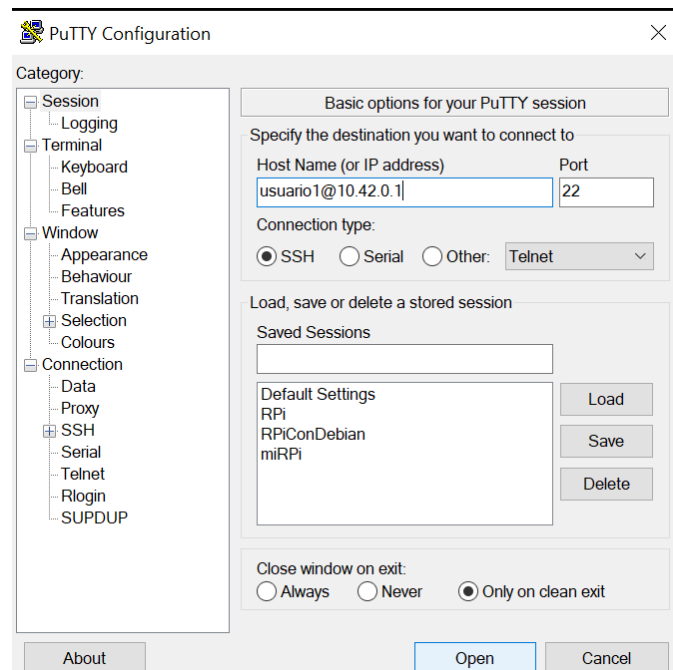 PuTTY Configuration
Category:
Session
Logging
Terminal
Keyboard
Bell
Features
Window
Appearance
Behaviour
Translation
Selection
Colours
Connection
Data
Proxy
SSH
Serial
Telnet
Rlogin
SUPDUP
Basic options for your PuTTY session
Specify the destination you want to connect to
Host Name (or IP address) Port
usuario1@10.42.0.1 22
Connection type:
SSH Serial Other: Telnet
Load, save or delete a stored session
Saved Sessions
Default Settings
RPi
RPiConDebian
miRPi
Load
Save
Delete
Close window on exit:
Always Never Only on clean exit
About Open Cancel